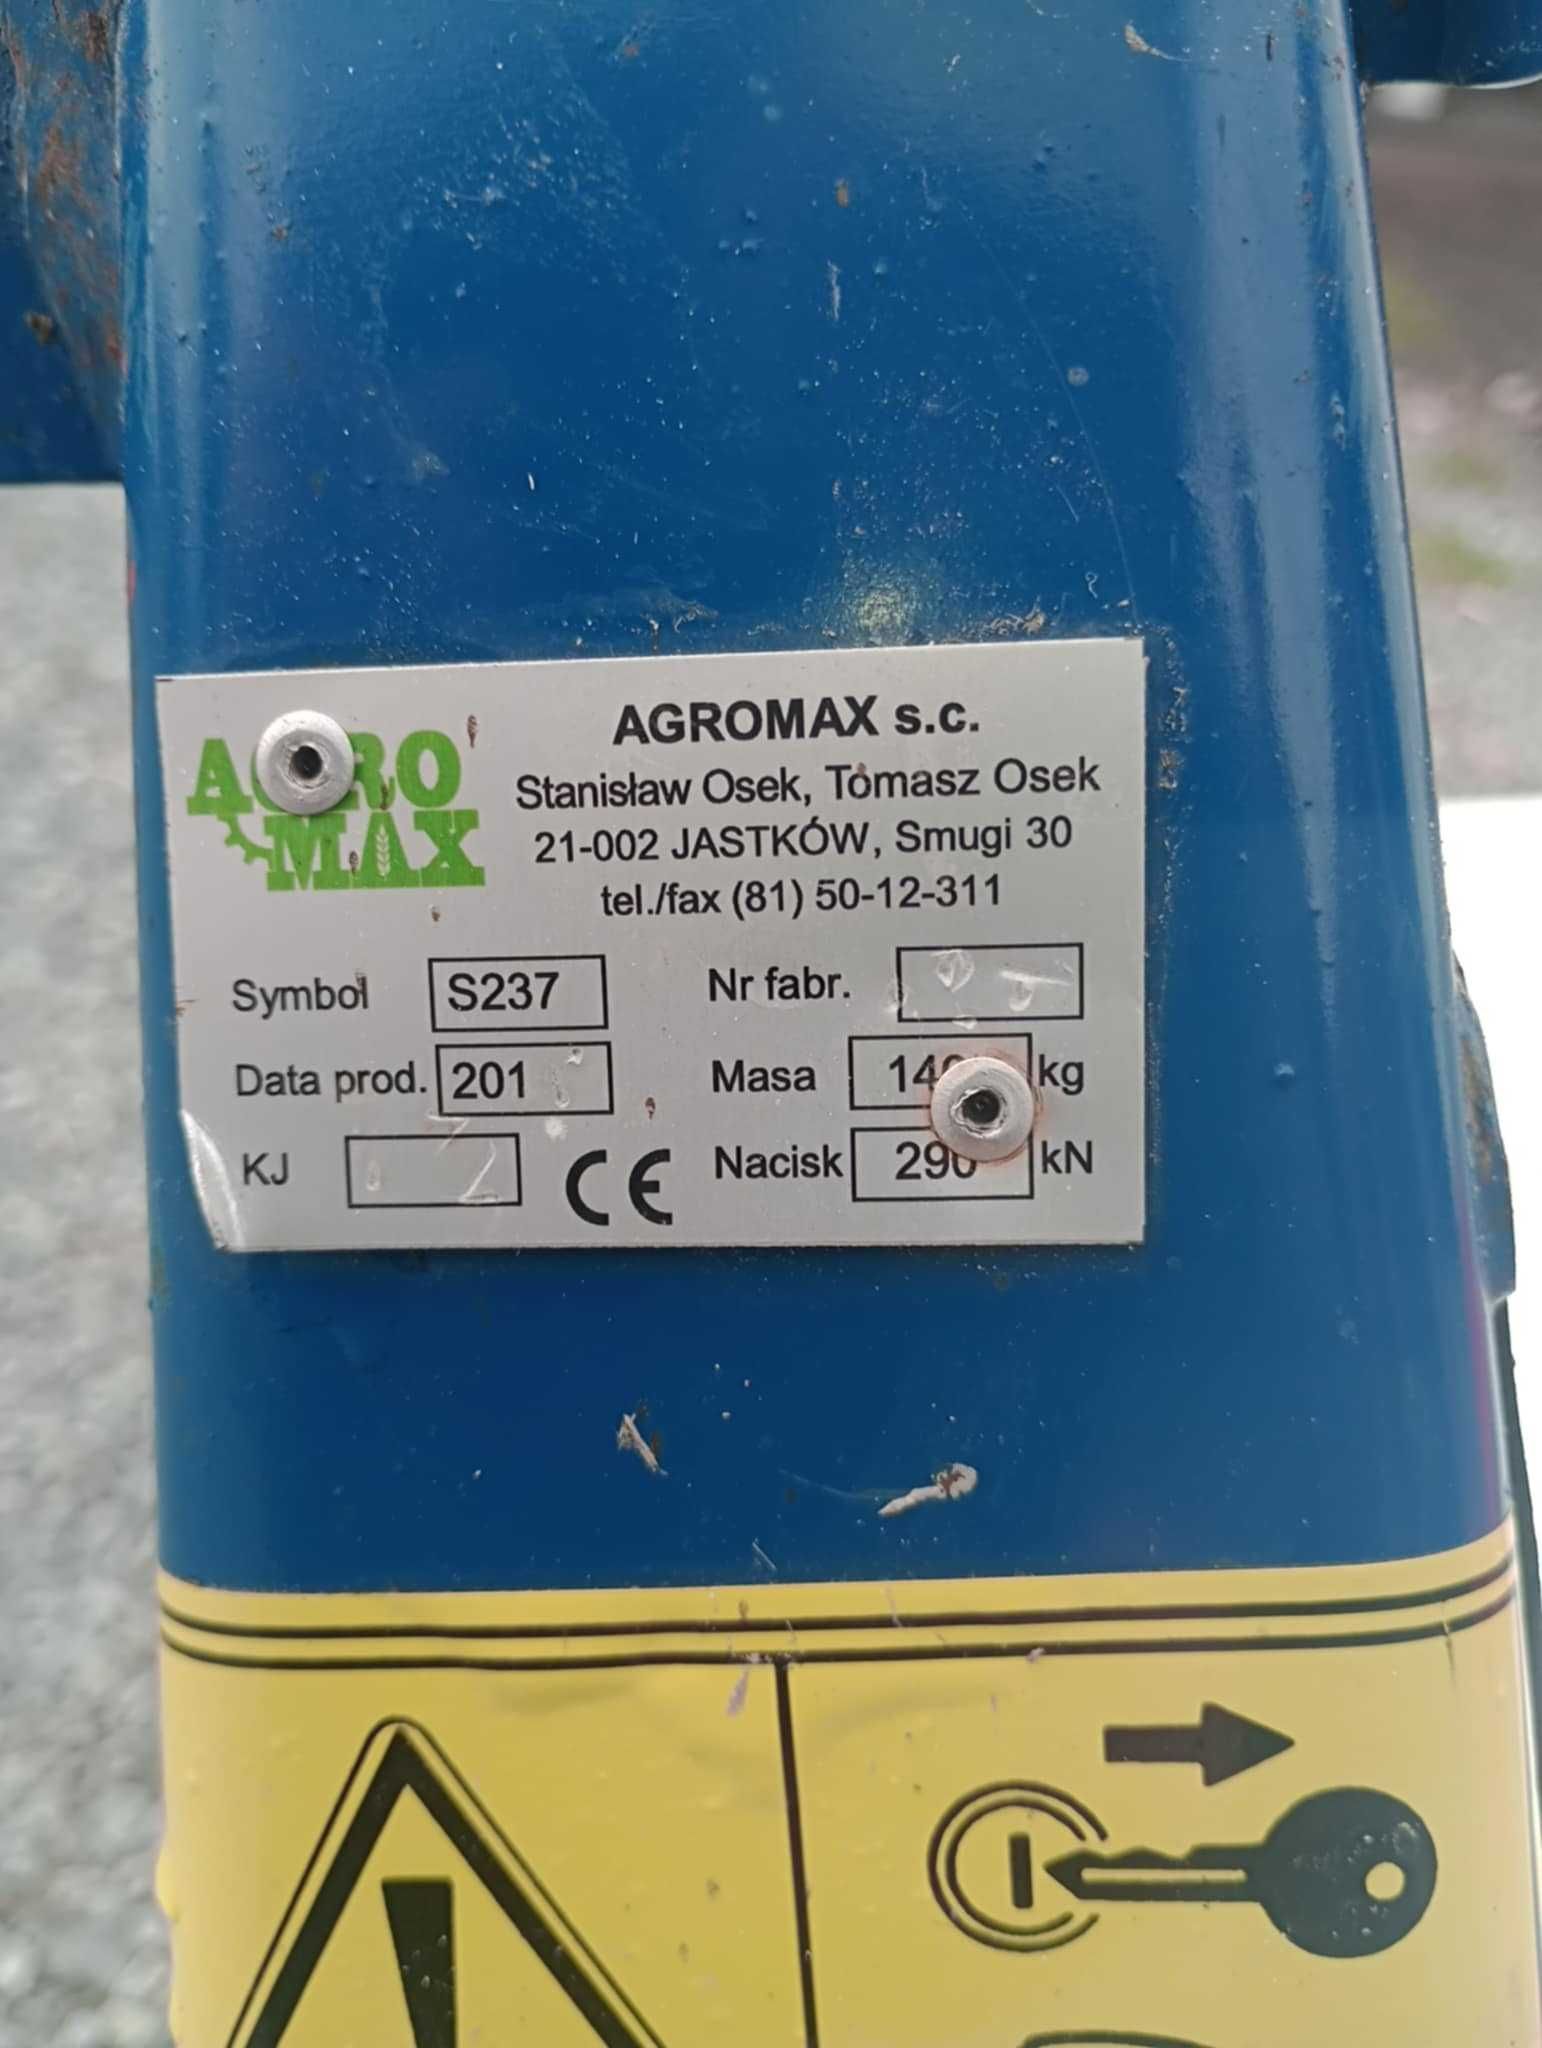 AGRO
MAX
AGROMAX s.c.
Stanisław Osek, Tomasz Osek
21-002 JASTKÓW, Smugi 30
tel./fax (81) 50-12-311
Symbol S237 Nr fabr.
Data prod. 201 Masa kg
KJ CE Nacisk 290 kN